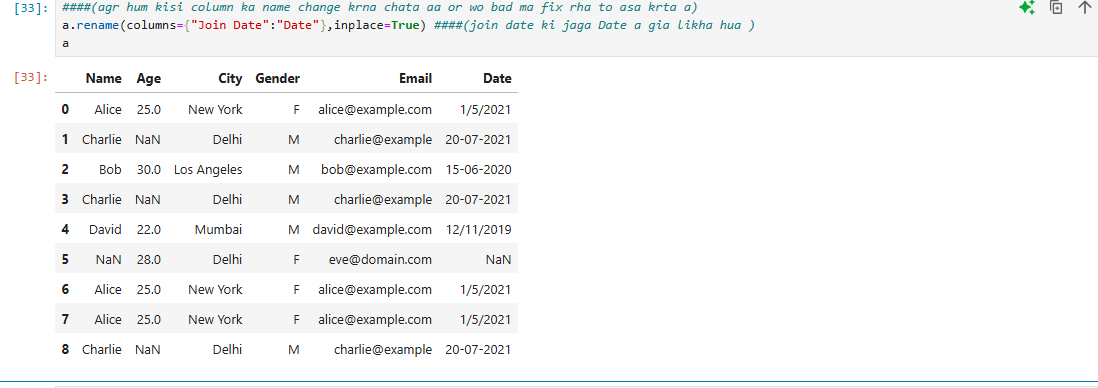 [33]: ####(agr hum kisi column ka name change krna chata aa or wo bad ma fix rha to asa krta a)
a.rename(columns={"Join Date":"Date"},inplace=True) ####(join date ki jaga Date a gia likha hua )
a
[33]: Name Age City Gender Email Date
0 Alice 25.0 New York F alice@example.com 1/5/2021
1 Charlie NaN Delhi M charlie@example 20-07-2021
2 Bob 30.0 Los Angeles M bob@example.com 15-06-2020
3 Charlie NaN Delhi M charlie@example 20-07-2021
4 David 22.0 Mumbai M david@example.com 12/11/2019
5 NaN 28.0 Delhi F eve@domain.com NaN
6 Alice 25.0 New York F alice@example.com 1/5/2021
7 Alice 25.0 New York F alice@example.com 1/5/2021
8 Charlie NaN Delhi M charlie@example 20-07-2021